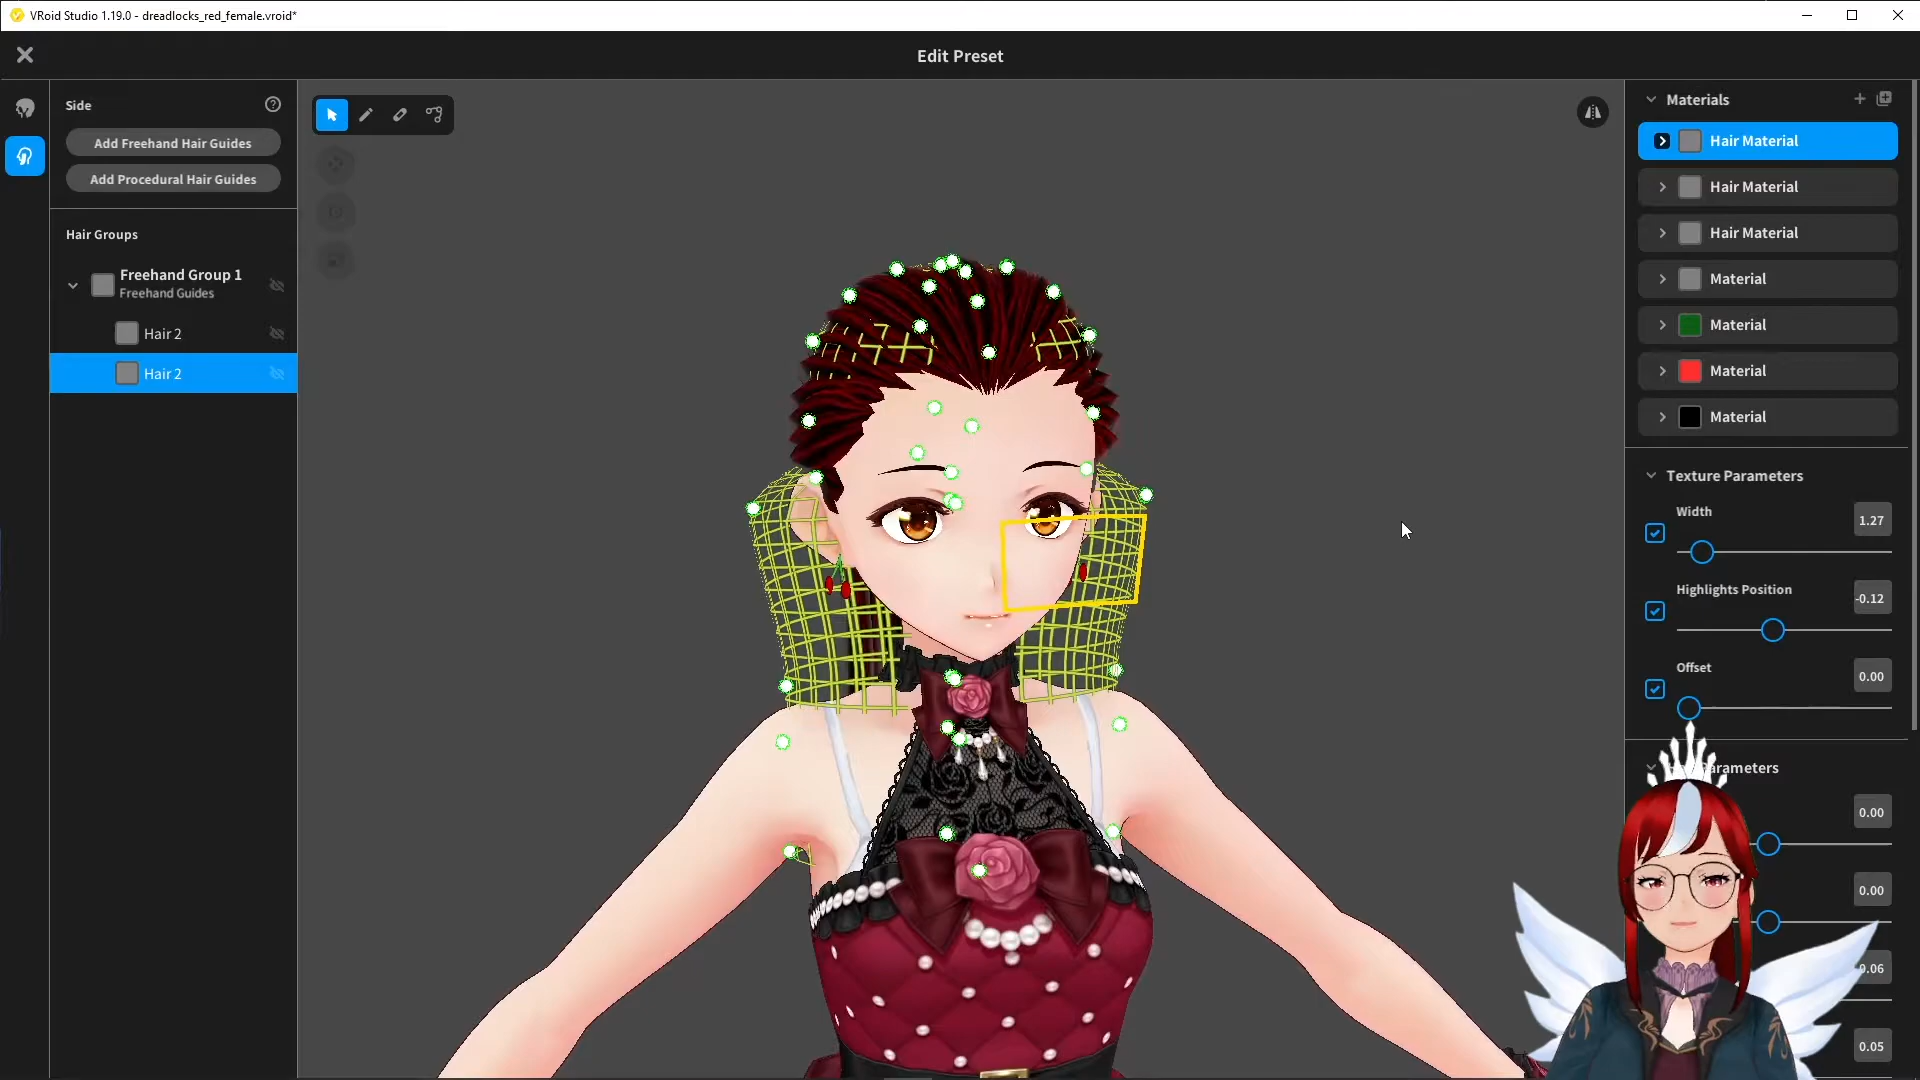 VRoid Studio 1.19.0 - dreadlocks_red_female.vroid*
Edit Preset
Side
Add Freehand Hair Guides
Add Procedural Hair Guides
Hair Groups
Freehand Group 1
Freehand Guides
Hair 2
Hair 2
Materials
Hair Material
Hair Material
Hair Material
Material
Material
Material
Material
Texture Parameters
Width
1.27
Highlights Position
-0.12
Offset
0.00
Parameters
0.00
0.00
0.06
0.05